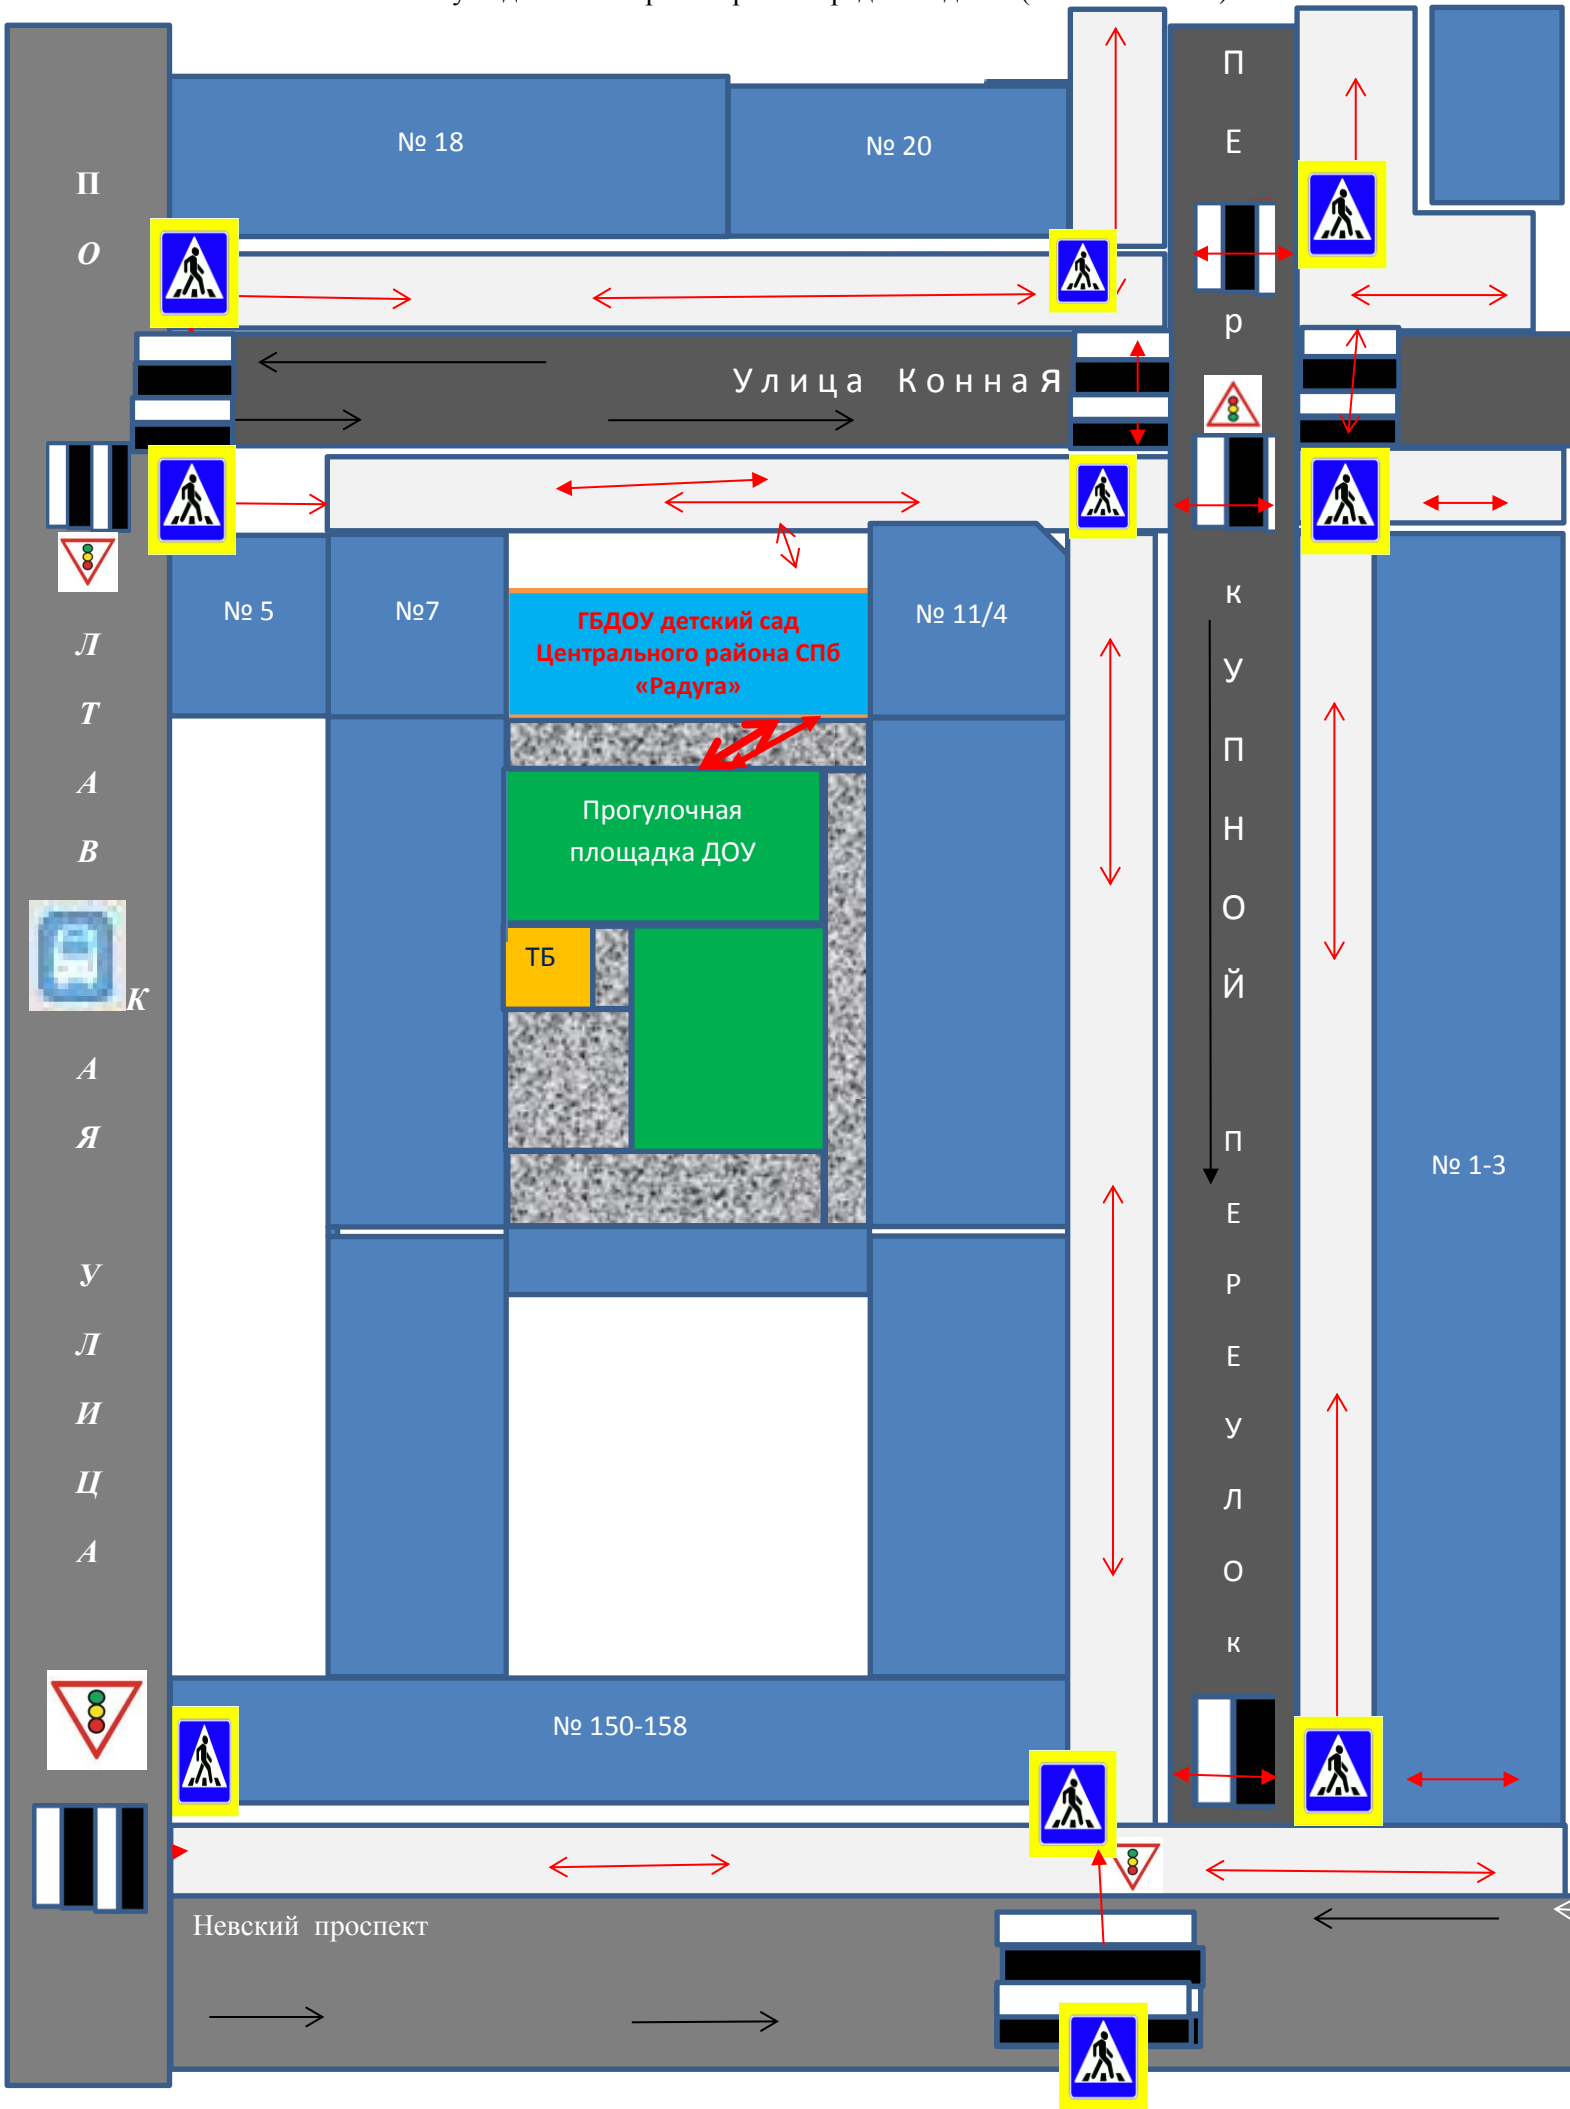 № 18
№ 20
Улица Конная
№ 5
№7
ГБДОУ детский сад
Центрального района СПб
«Радуга»
№ 11/4
Прогулочная
площадка ДОУ
ТБ
№ 1-3
№ 150-158
Невский проспект
П
О
Л
Т
А
В
К
А
Я
У
Л
И
Ц
А
П
Е
Р
к
У
П
Н
О
Й
П
Е
Р
Е
У
Л
О
к